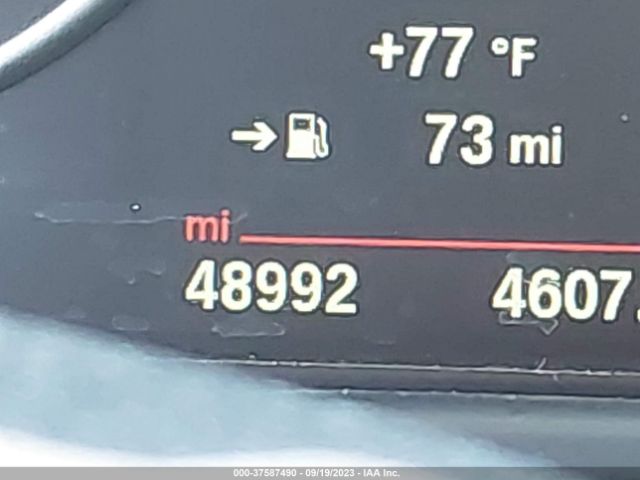 +77 °F
73 mi
mi
48992 4607.
000-37587490 - 09/19/2023 - IAA Inc.